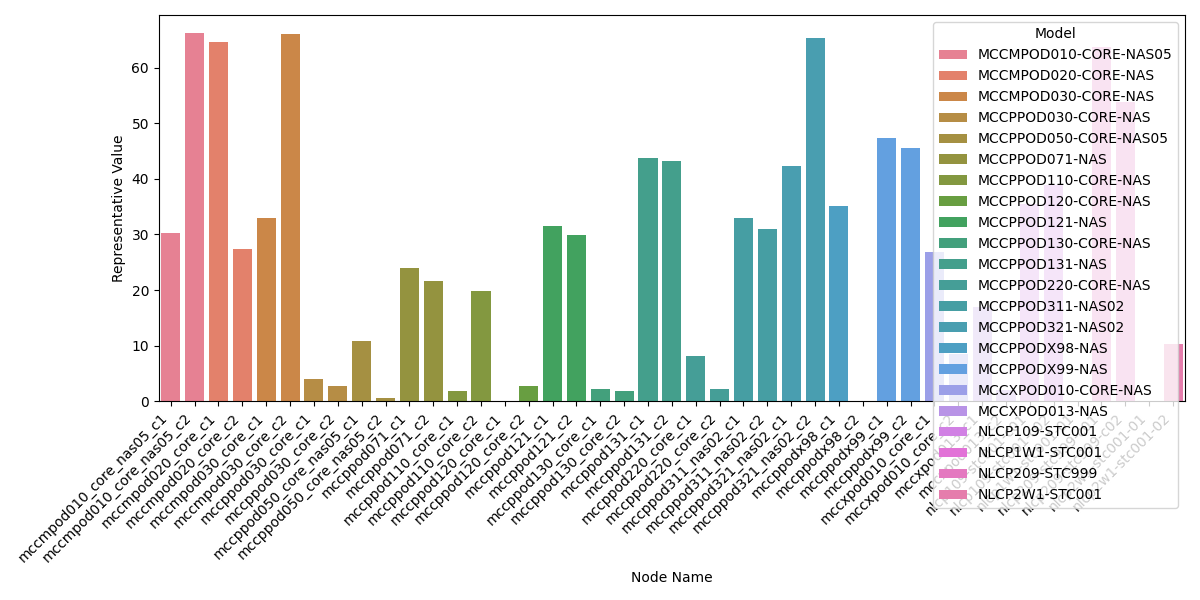 Representative Value
60
50
40
30
20
10
0
Model
MCCMPOD010-CORE-NAS05
MCCMPOD020-CORE-NAS
MCCMPOD030-CORE-NAS
MCCPPOD030-CORE-NAS
MCCPPOD050-CORE-NAS05
MCCPPOD071-NAS
MCCPPOD110-CORE-NAS
MCCPPOD120-CORE-NAS
MCCPPOD121-NAS
MCCPPOD130-CORE-NAS
MCCPPOD131-NAS
MCCPPOD220-CORE-NAS
MCCPPOD311-NAS02
MCCPPOD321-NAS02
MCCPPODX98-NAS
MCCPPODX99-NAS
MCCXPOD010-CORE-NAS
MCCXPOD013-NAS
NLCP109-STC001
NLCP1W1-STC001
NLCP209-STC999
NLCP2W1-STC001
mccmpod010_core_nas05_c1
mccmpod010_core_nas05_c2
mccmpod020_core_c1
mccmpod020_core_c2
mccmpod030_core_c1
mccmpod030_core_c2
mccppod030_core_c1
mccppod030_core_c2
mccppod050_core_nas05_c1
mccppod050_core_nas05_c2
mccppod071_c1
mccppod071_c2
mccppod110_core_c1
mccppod110_core_c2
mccppod120_core_c1
mccppod120_core_c2
mccppod121_c1
mccppod121_c2
mccppod130_core_c1
mccppod130_core_c2
mccppod131_c1
mccppod131_c2
mccppod220_core_c1
mccppod220_core_c2
mccppod311_nas02_c1
mccppod311_nas02_c2
mccppod321_nas02_c1
mccppod321_nas02_c2
mccppodx98_c1
mccppodx98_c2
mccppodx99_c1
mccppodx99_c2
mccxpod010_core_c1
mccxpod010_core_c2
Node Name